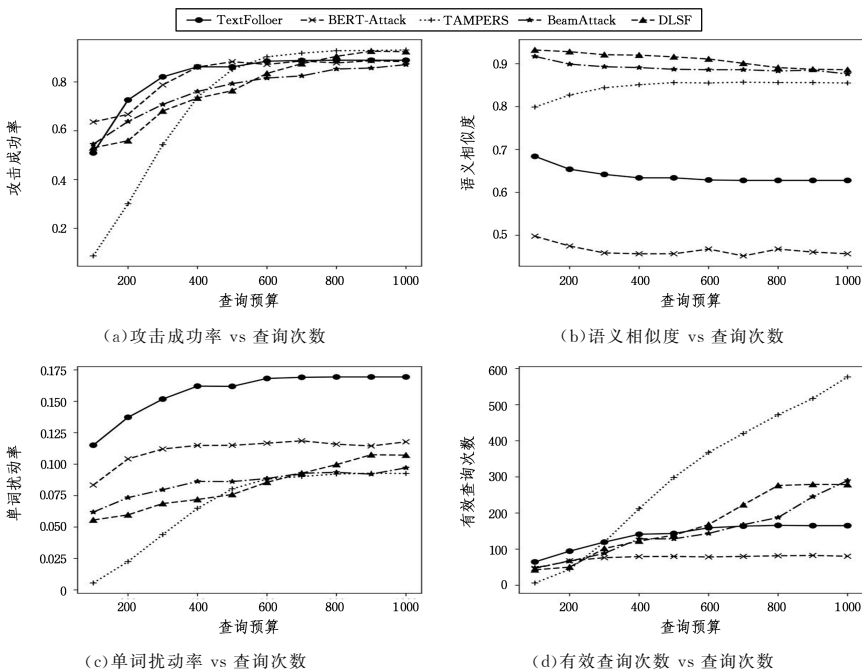 TextFolloer BERT-Attack TAMPERS BeamAttack DLSF
0.8
0.6
0.4
0.2
攻击成功率
200 400 600 800 1000
查询预算
(a)攻击成功率 vs 查询次数
0.9
0.8
0.7
0.6
0.5
语义相似度
200 400 600 800 1000
查询预算
(b)语义相似度 vs 查询次数
0.175
0.150
0.125
0.100
0.075
0.050
0.025
0
单词扰动率
200 400 600 800 1000
查询预算
(c)单词扰动率 vs 查询次数
600
500
400
300
200
100
0
有效查询次数
200 400 600 800 1000
查询预算
(d)有效查询次数 vs 查询次数